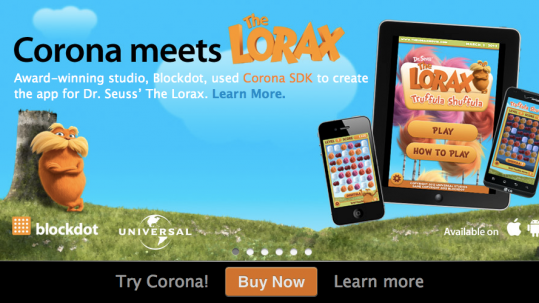 Corona meets The LORAX
Award-winning studio, Blockdot, used Corona SDK to create
the app for Dr. Seuss' The Lorax. Learn More.
Dr. Seuss
The
LORAX
Truffula Shuffula
PLAY
HOW TO PLAY
blockdot
UNIVERSAL
Available on
Try Corona!
Buy Now
Learn more